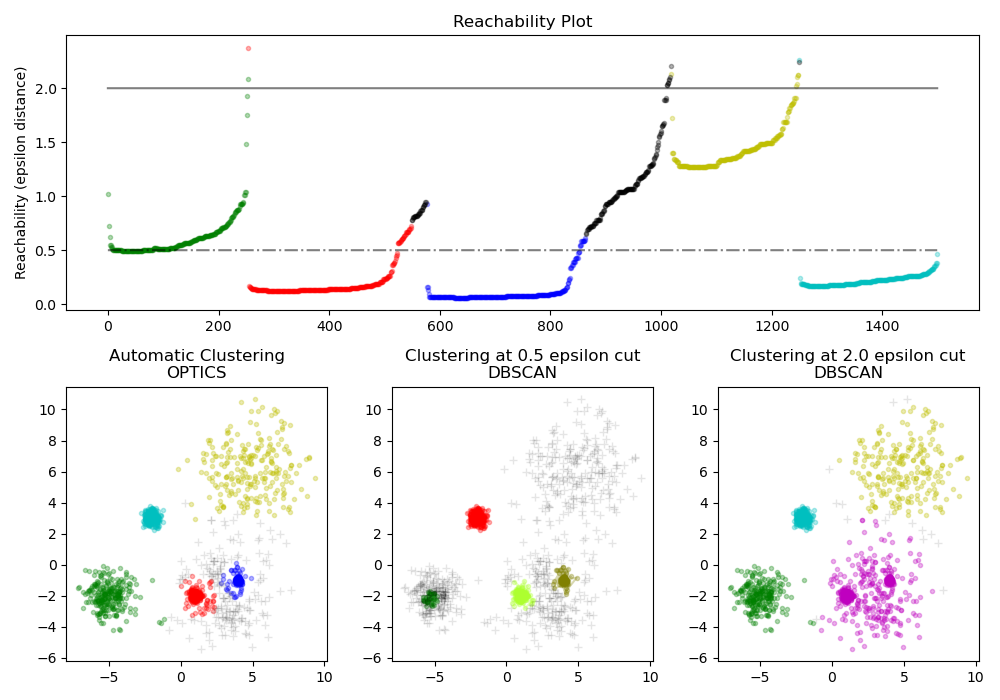 Reachability Plot
Reachability (epsilon distance)
2.0
1.5
1.0
0.5
0.0
0 200 400 600 800 1000 1200 1400
Automatic Clustering
OPTICS
10
8
6
4
2
0
−2
−4
−6
−5 0 5 10
Clustering at 0.5 epsilon cut
DBSCAN
10
8
6
4
2
0
−2
−4
−6
−5 0 5 10
Clustering at 2.0 epsilon cut
DBSCAN
10
8
6
4
2
0
−2
−4
−6
−5 0 5 10